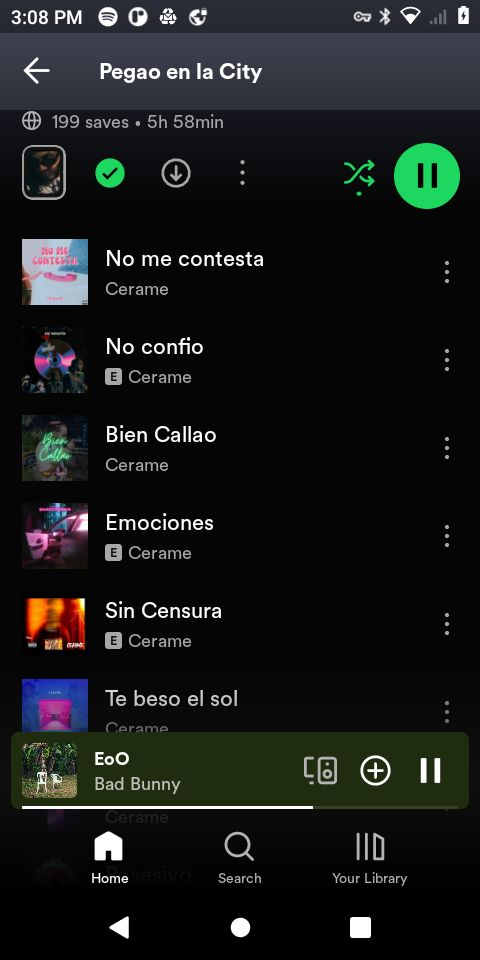 3:08 PM
Pegao en la City
199 saves • 5h 58min
No me contesta
Cerame
No confio
E Cerame
Bien Callao
Cerame
Emociones
E Cerame
Sin Censura
E Cerame
Te beso el sol
Cerame
EoO
Bad Bunny
Cerame
Home
Search
Your Library
NO ME
CONTESTA
Bien
Callao